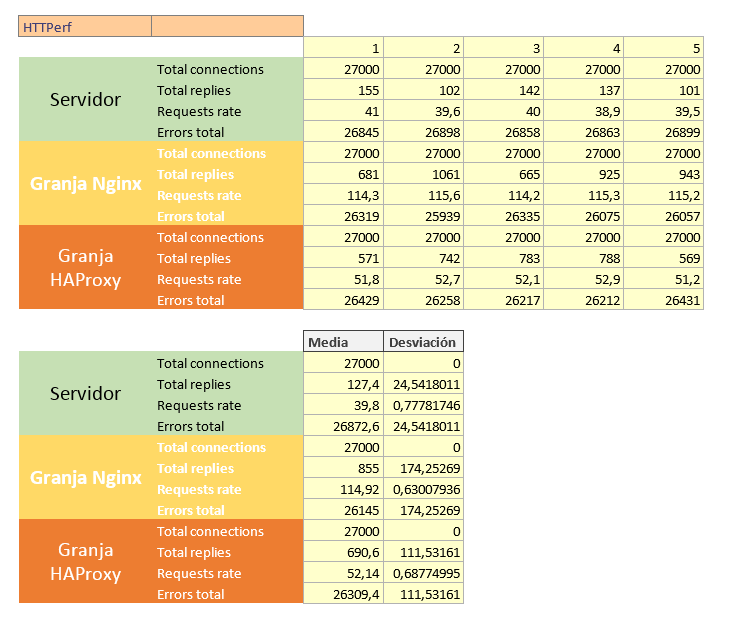 HTTPerf
1 2 3 4 5
Servidor
Total connections 27000 27000 27000 27000 27000
Total replies 155 102 142 137 101
Requests rate 41 39,6 40 38,9 39,5
Errors total 26845 26898 26858 26863 26899
Granja Nginx
Total connections 27000 27000 27000 27000 27000
Total replies 681 1061 665 925 943
Requests rate 114,3 115,6 114,2 115,3 115,2
Errors total 26319 25939 26335 26075 26057
Granja
HAProxy
Total connections 27000 27000 27000 27000 27000
Total replies 571 742 783 788 569
Requests rate 51,8 52,7 52,1 52,9 51,2
Errors total 26429 26258 26217 26212 26431
Media Desviación
Servidor
Total connections 27000 0
Total replies 127,4 24,5418011
Requests rate 39,8 0,77781746
Errors total 26872,6 24,5418011
Granja Nginx
Total connections 27000 0
Total replies 855 174,25269
Requests rate 114,92 0,63007936
Errors total 26145 174,25269
Granja
HAProxy
Total connections 27000 0
Total replies 690,6 111,53161
Requests rate 52,14 0,68774995
Errors total 26309,4 111,53161